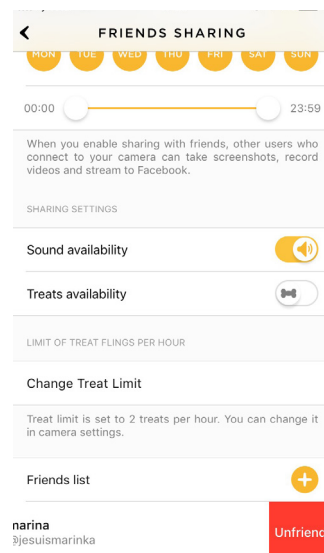 FRIENDS SHARING
MON TUE WED THU FRI SAT SUN
00:00 23:59
When you enable sharing with friends, other users who
connect to your camera can take screenshots, record
videos and stream to Facebook.
SHARING SETTINGS
Sound availability
Treats availability
LIMIT OF TREAT FLINGS PER HOUR
Change Treat Limit
Treat limit is set to 2 treats per hour. You can change it
in camera settings.
Friends list
marina
@jesuismarinka
Unfriend